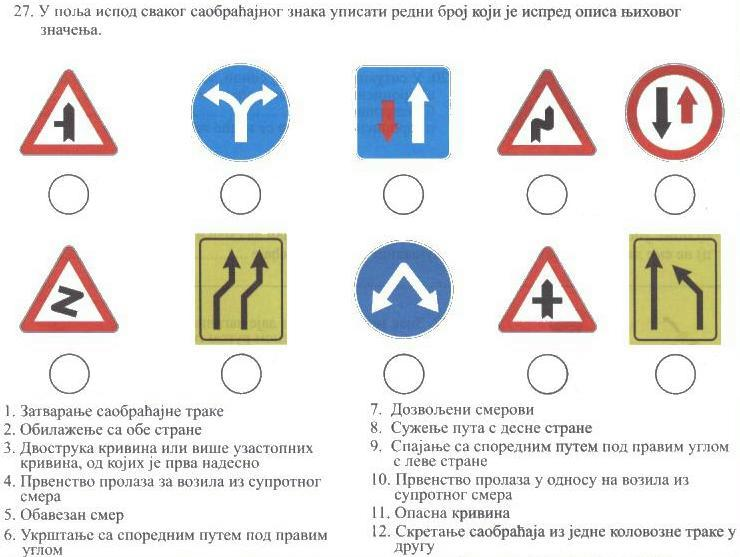 27. У поља испод сваког саобраћајног знака уписати редни број који је испред описа њиховог
значења.
1. Затварање саобраћајне траке
2. Обилажење са обе стране
3. Двострука кривина или више узастопних
кривина, од којих је прва надесно
4. Првенство пролаза за возила из супротног
смера
5. Обавезан смер
6. Укрштање са споредним путем под правим
углом
7. Дозвољени смерови
8. Сужење пута с десне стране
9. Спајање са споредним путем под правим углом
с леве стране
10. Првенство пролаза у односу на возила из
супротног смера
11. Опасна кривина
12. Скретање саобраћаја из једне коловозне траке у
другу